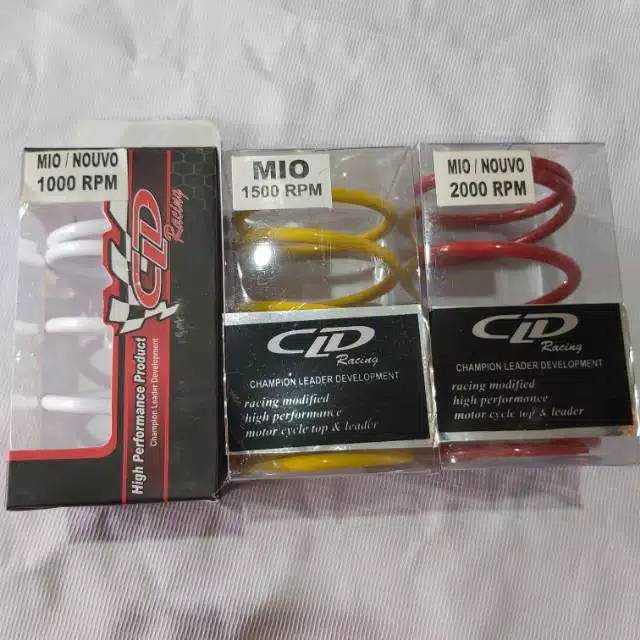 MIO / NOUVO
1000 RPM
CLD
Racing
High Performance Product
Champion Leader Development
MIO
1500 RPM
CLD
Racing
CHAMPION LEADER DEVELOPMENT
racing modified
high performance
motor cycle top & leader
MIO / NOUVO
2000 RPM
CLD
Racing
CHAMPION LEADER DEVELOPMENT
racing modified
high performance
motor cycle top & leader